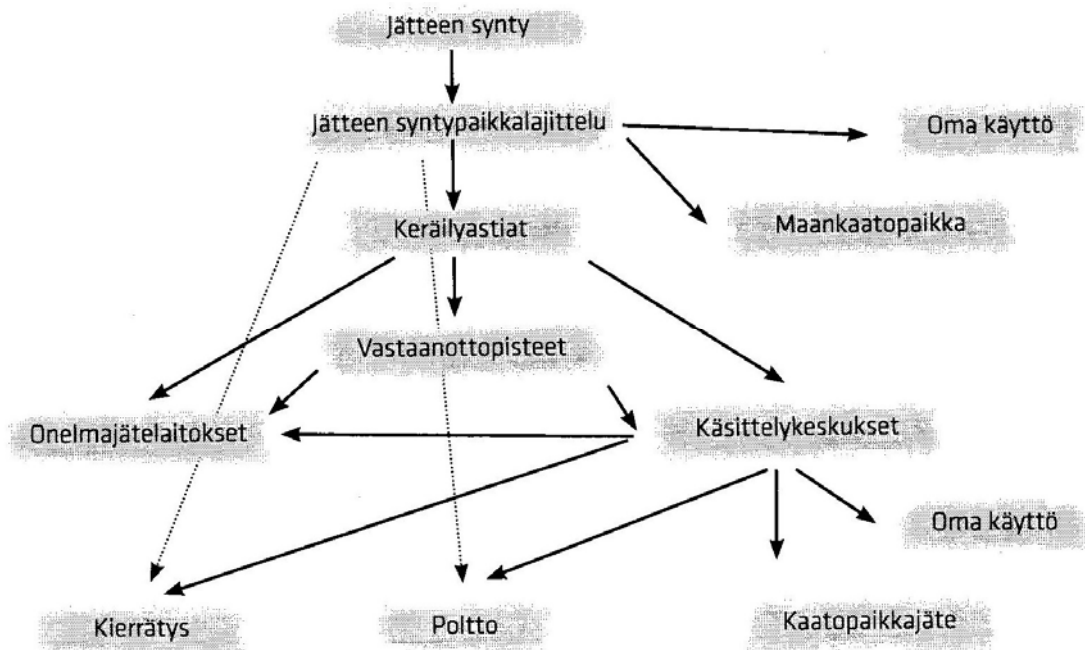 Jätteen synty
Jätteen syntypaikkalajittelu
Oma käyttö
Keräilyastiat
Maankaatopaikka
Vastaanottopisteet
Onelmajätelaitokset
Käsittelykeskukset
Oma käyttö
Kierrätys
Poltto
Kaatopaikkajäte